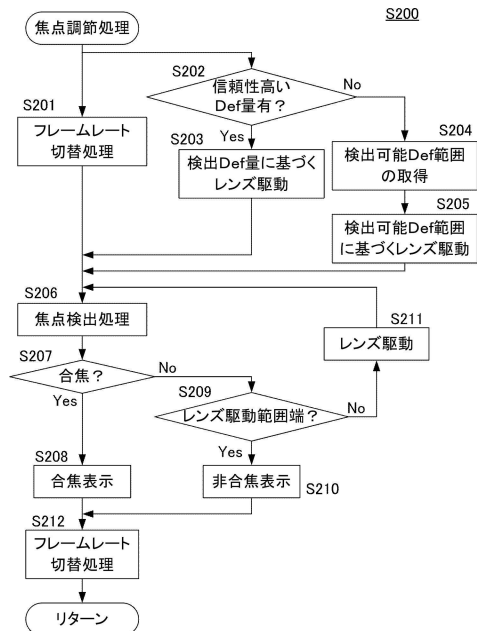 S200
焦点調節処理
S202
信頼性高い
Def量有？
No
Yes
S201
フレームレート
切替処理
S203
検出Def量に基づく
レンズ駆動
S204
検出可能Def範囲
の取得
S205
検出可能Def範囲
に基づくレンズ駆動
S206
焦点検出処理
S211
レンズ駆動
S207
合焦？
No
Yes
S209
レンズ駆動範囲端？
No
Yes
S208
合焦表示
非合焦表示
S210
S212
フレームレート
切替処理
リターン